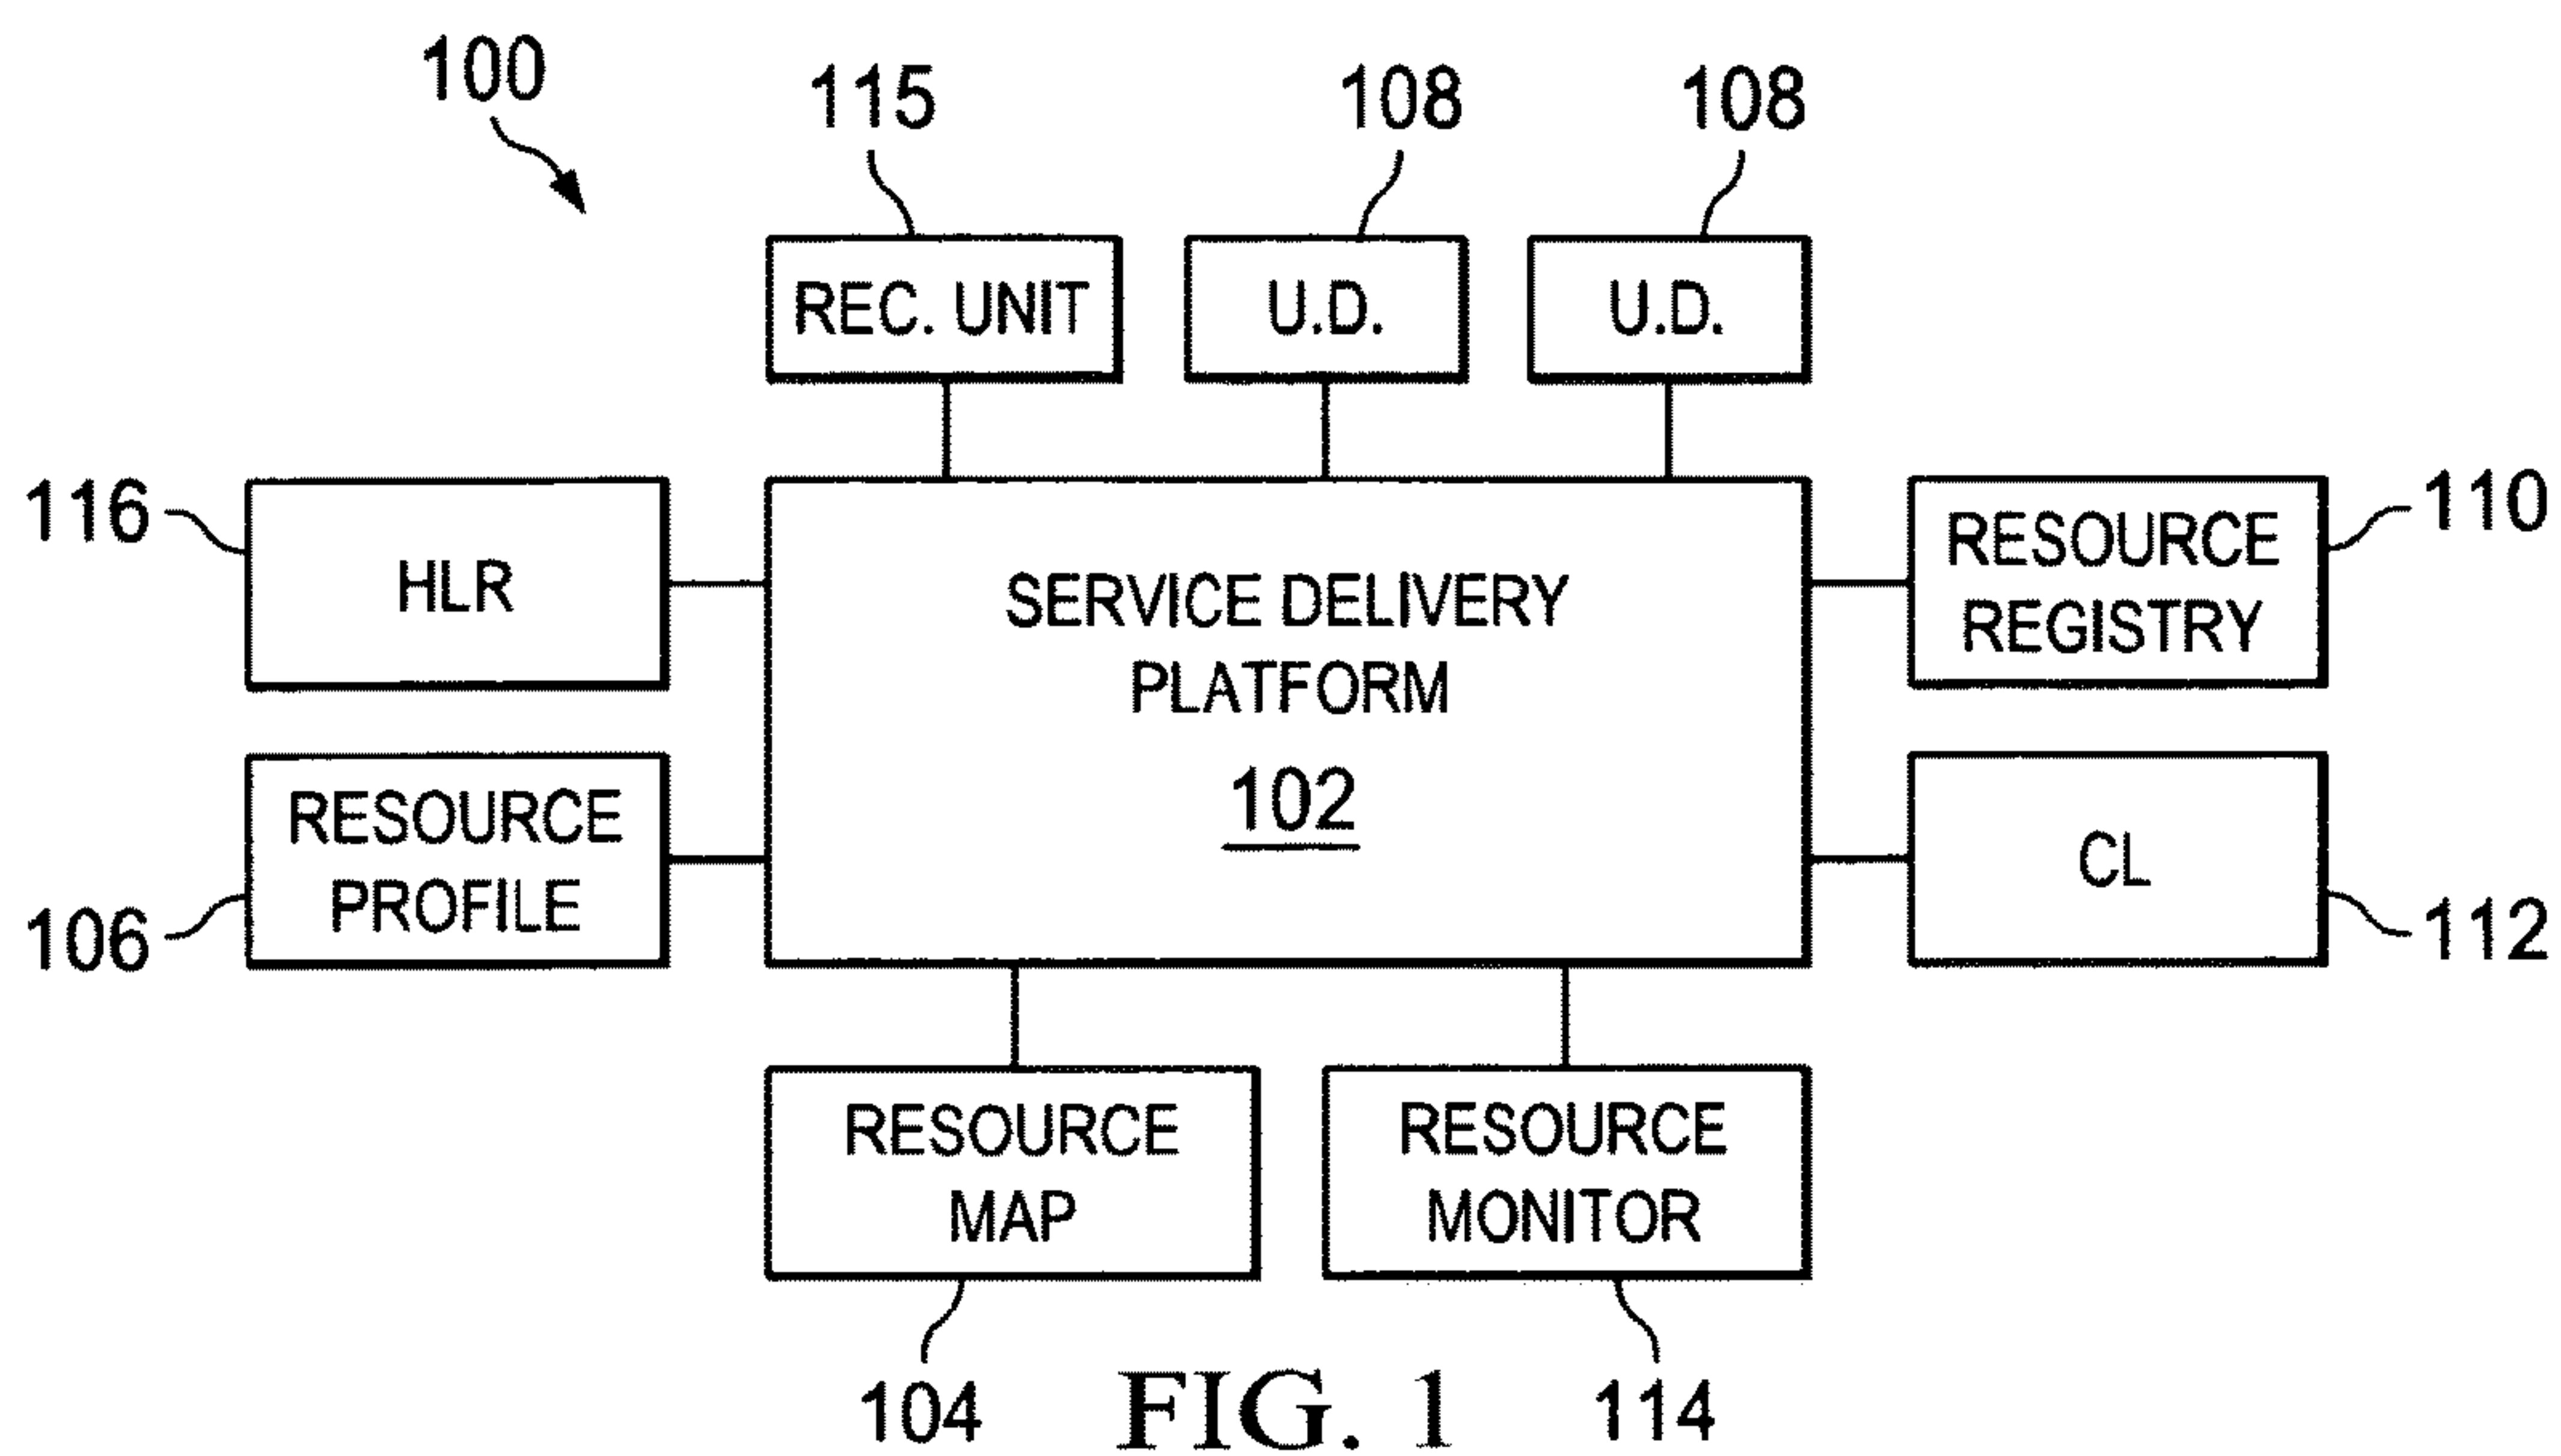 100
115
108
108
REC. UNIT
U.D.
U.D.
116
HLR
SERVICE DELIVERY
PLATFORM
102
RESOURCE
REGISTRY
110
RESOURCE
PROFILE
106
CL
112
RESOURCE
MAP
RESOURCE
MONITOR
104
114
FIG. 1